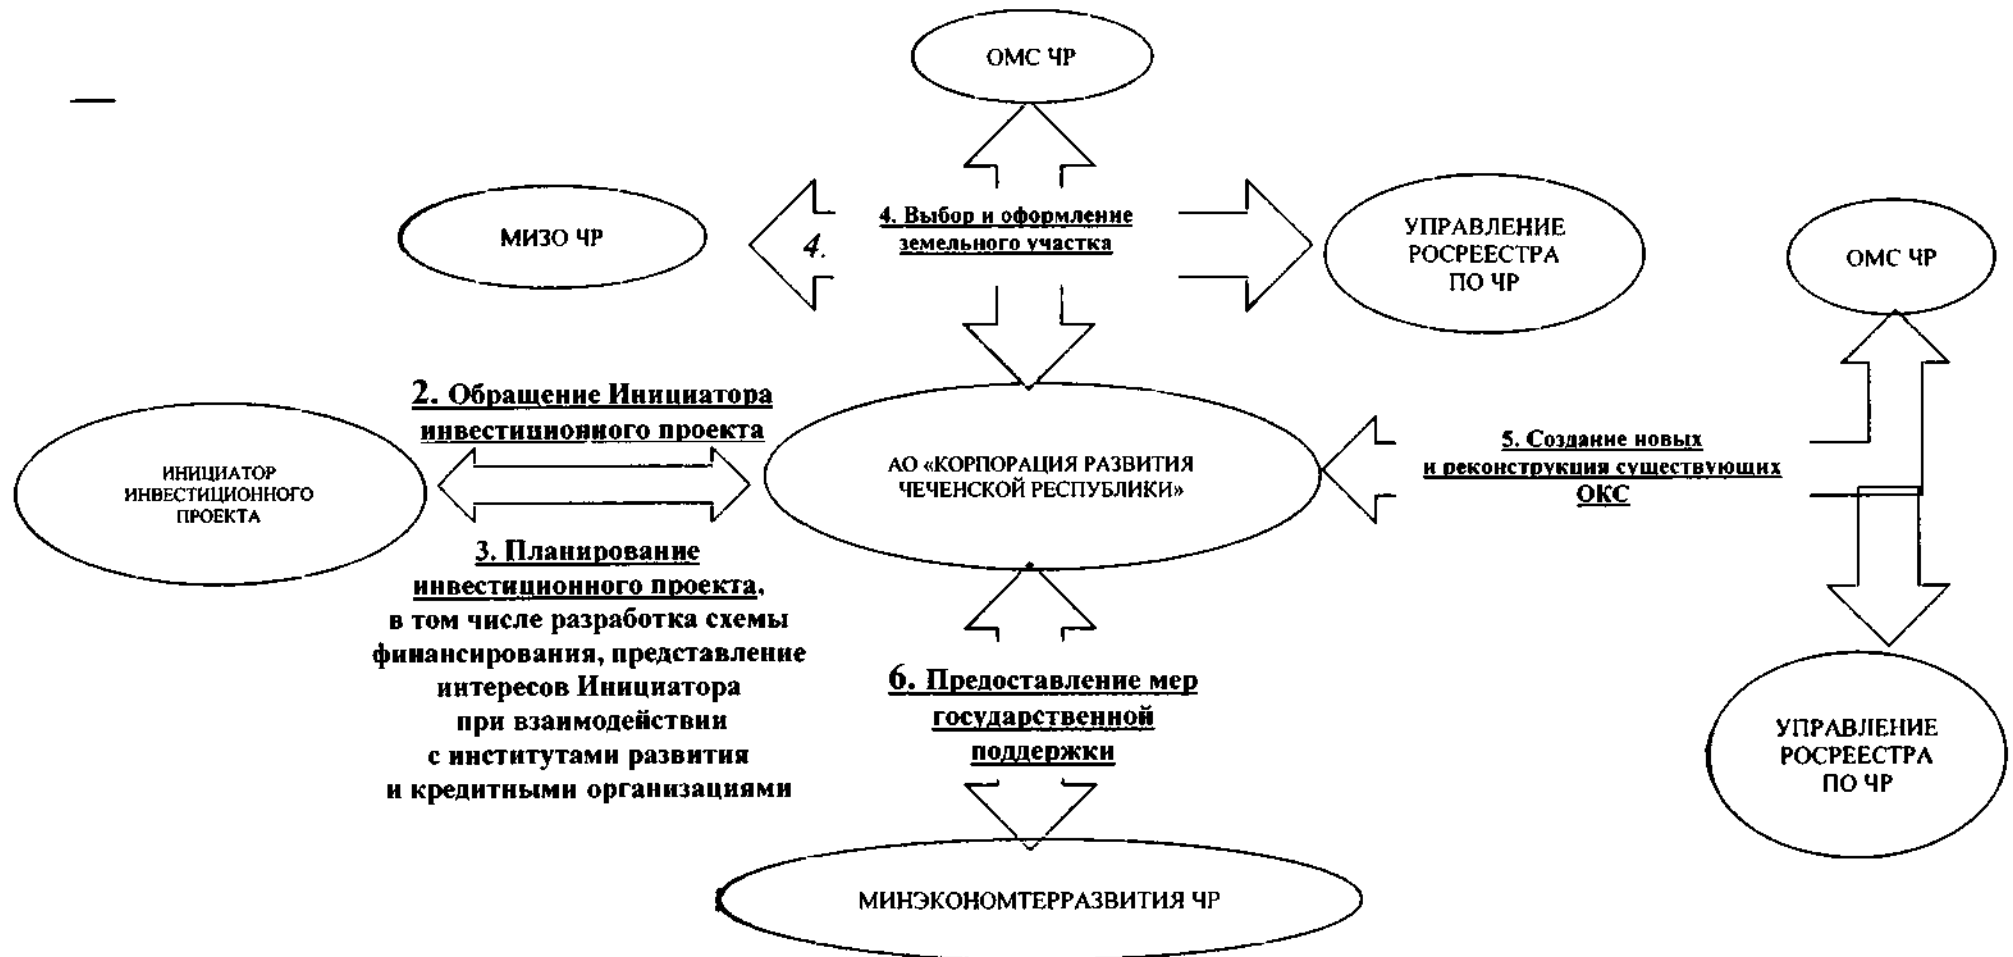 ОМС ЧР
МИЗО ЧР
4.
4. Выбор и оформление
земельного участка
УПРАВЛЕНИЕ
РОСРЕЕСТРА
ПО ЧР
ОМС ЧР
2. Обращение Инициатора
инвестиционного проекта
ИНИЦИАТОР
ИНВЕСТИЦИОННОГО
ПРОЕКТА
АО «КОРПОРАЦИЯ РАЗВИТИЯ
ЧЕЧЕНСКОЙ РЕСПУБЛИКИ»
5. Создание новых
и реконструкция существующих
ОКС
3. Планирование
инвестиционного проекта,
в том числе разработка схемы
финансирования, представление
интересов Инициатора
при взаимодействии
с институтами развития
и кредитными организациями
6. Предоставление мер
государственной
поддержки
УПРАВЛЕНИЕ
РОСРЕЕСТРА
ПО ЧР
МИНЭКОНОМТЕРРАЗВИТИЯ ЧР